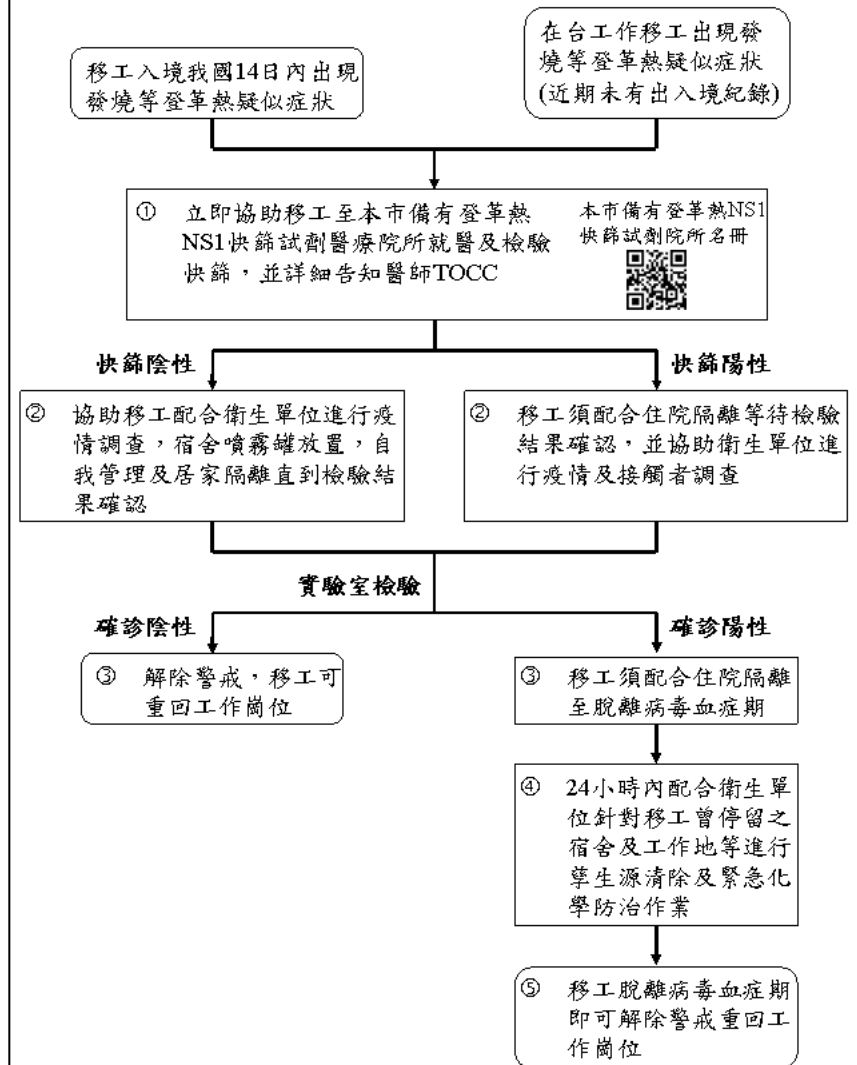 移工入境我國14日內出現
發燒等登革熱疑似症狀
在台工作移工出現發
燒等登革熱疑似症狀
(近期未有出入境紀錄)
① 立即協助移工至本市備有登革熱
NS1快篩試劑醫療院所就醫及檢驗
快篩,並詳細告知醫師TOCC
本市備有登革熱NS1
快篩試劑院所名冊
快篩陰性
快篩陽性
② 協助移工配合衛生單位進行疫
情調查,宿舍噴霧罐放置,自
我管理及居家隔離直到檢驗結
果確認
② 移工須配合住院隔離等待檢驗
結果確認,並協助衛生單位進
行疫情及接觸者調查
實驗室檢驗
確診陰性
確診陽性
③ 解除警戒,移工可
重回工作崗位
③ 移工須配合住院隔離
至脫離病毒血症期
④ 24小時內配合衛生單
位針對移工曾停留之
宿舍及工作地等進行
孳生源清除及緊急化
學防治作業
⑤ 移工脫離病毒血症期
即可解除警戒重回工
作崗位